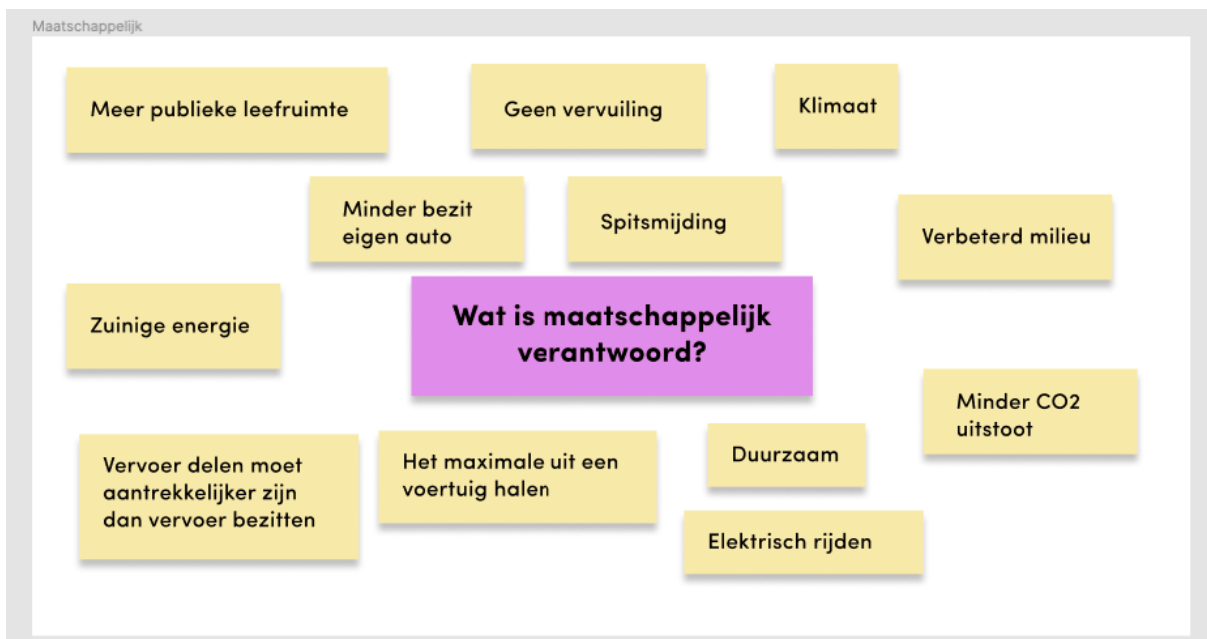 Maatschappelijk
Meer publieke leefruimte
Geen vervuiling
Klimaat
Minder bezit
eigen auto
Spitsmijding
Verbeterd milieu
Zuinige energie
Wat is maatschappelijk
verantwoord?
Minder CO2
uitstoot
Vervoer delen moet
aantrekkelijker zijn
dan vervoer bezitten
Het maximale uit een
voertuig halen
Duurzaam
Elektrisch rijden